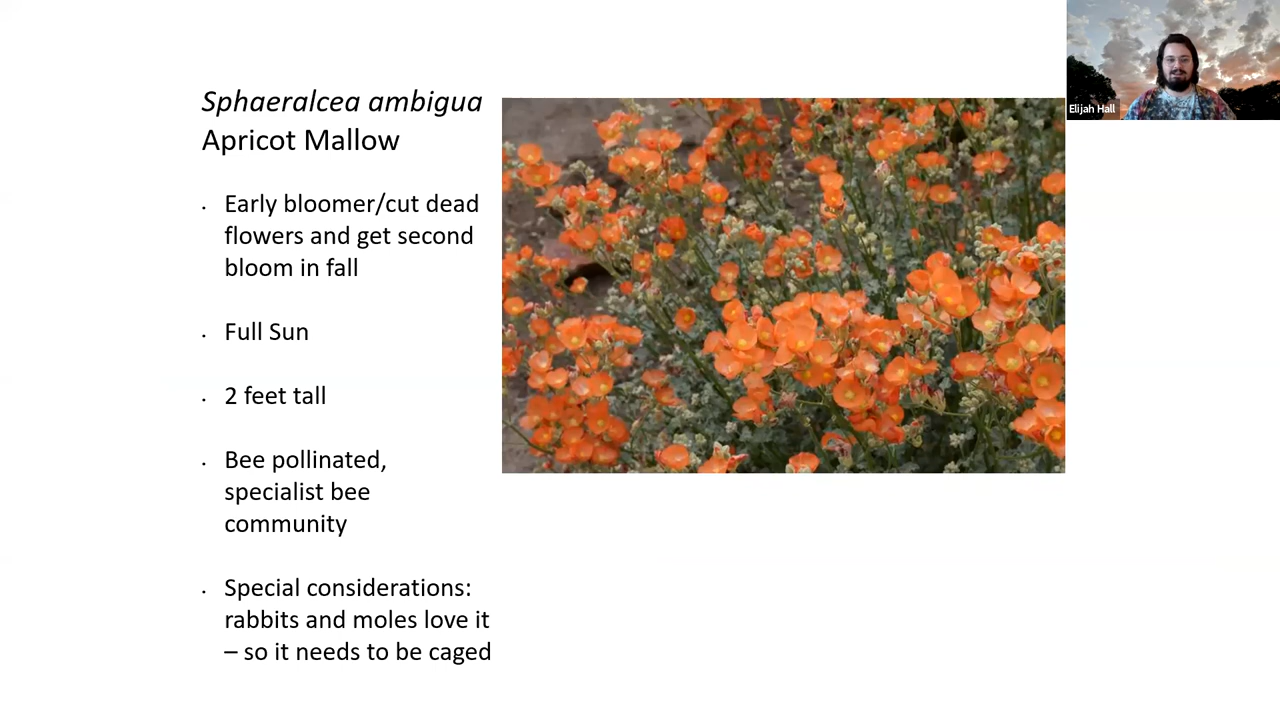 Sphaeralcea ambigua
Apricot Mallow
• Early bloomer/cut dead
flowers and get second
bloom in fall
• Full Sun
• 2 feet tall
• Bee pollinated,
specialist bee
community
• Special considerations:
rabbits and moles love it
– so it needs to be caged
Elijah Hall